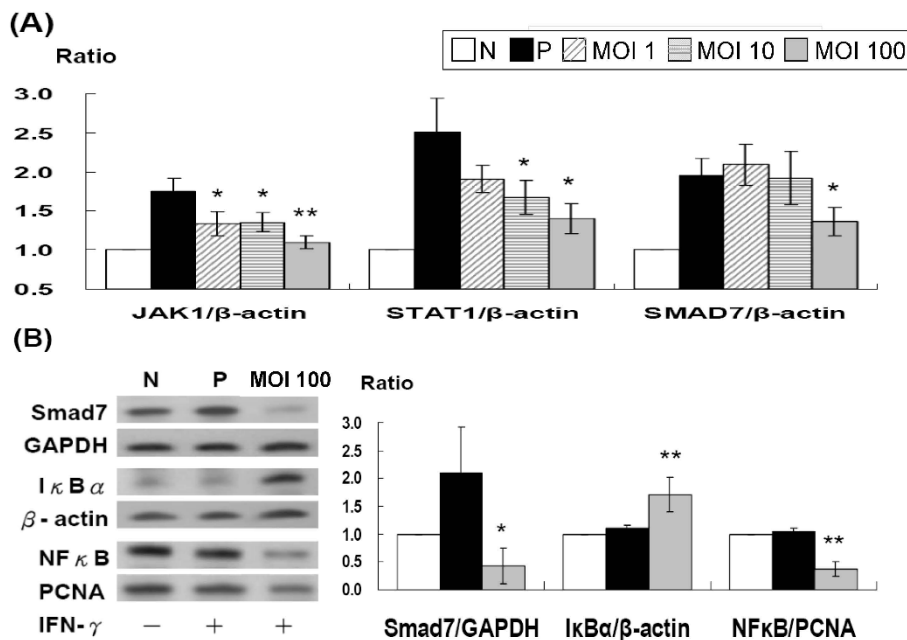 (A)
N P MOI 1 MOI 10 MOI 100
Ratio
3.0
2.5
2.0
1.5
1.0
0.5
* * **
* *
*
JAK1/β-actin STAT1/β-actin SMAD7/β-actin
(B)
N P MOI 100
Smad7
GAPDH
IκBα
β-actin
NFκB
PCNA
IFN-γ − + +
Ratio
3.0
2.5
2.0
1.5
1.0
0.5
0.0
* ** **
Smad7/GAPDH IκBα/β-actin NFκB/PCNA